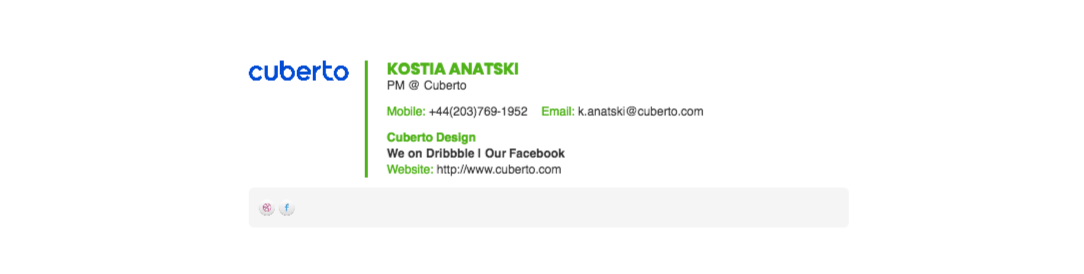 cuberto
KOSTIA ANATSKI
PM @ Cuberto
Mobile: +44(203)769-1952 Email: k.anatski@cuberto.com
Cuberto Design
We on Dribbble | Our Facebook
Website: http://www.cuberto.com